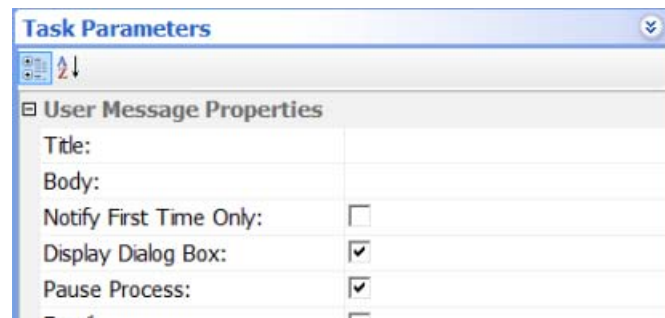 Task Parameters
User Message Properties
Title:
Body:
Notify First Time Only:
Display Dialog Box:
Pause Process: